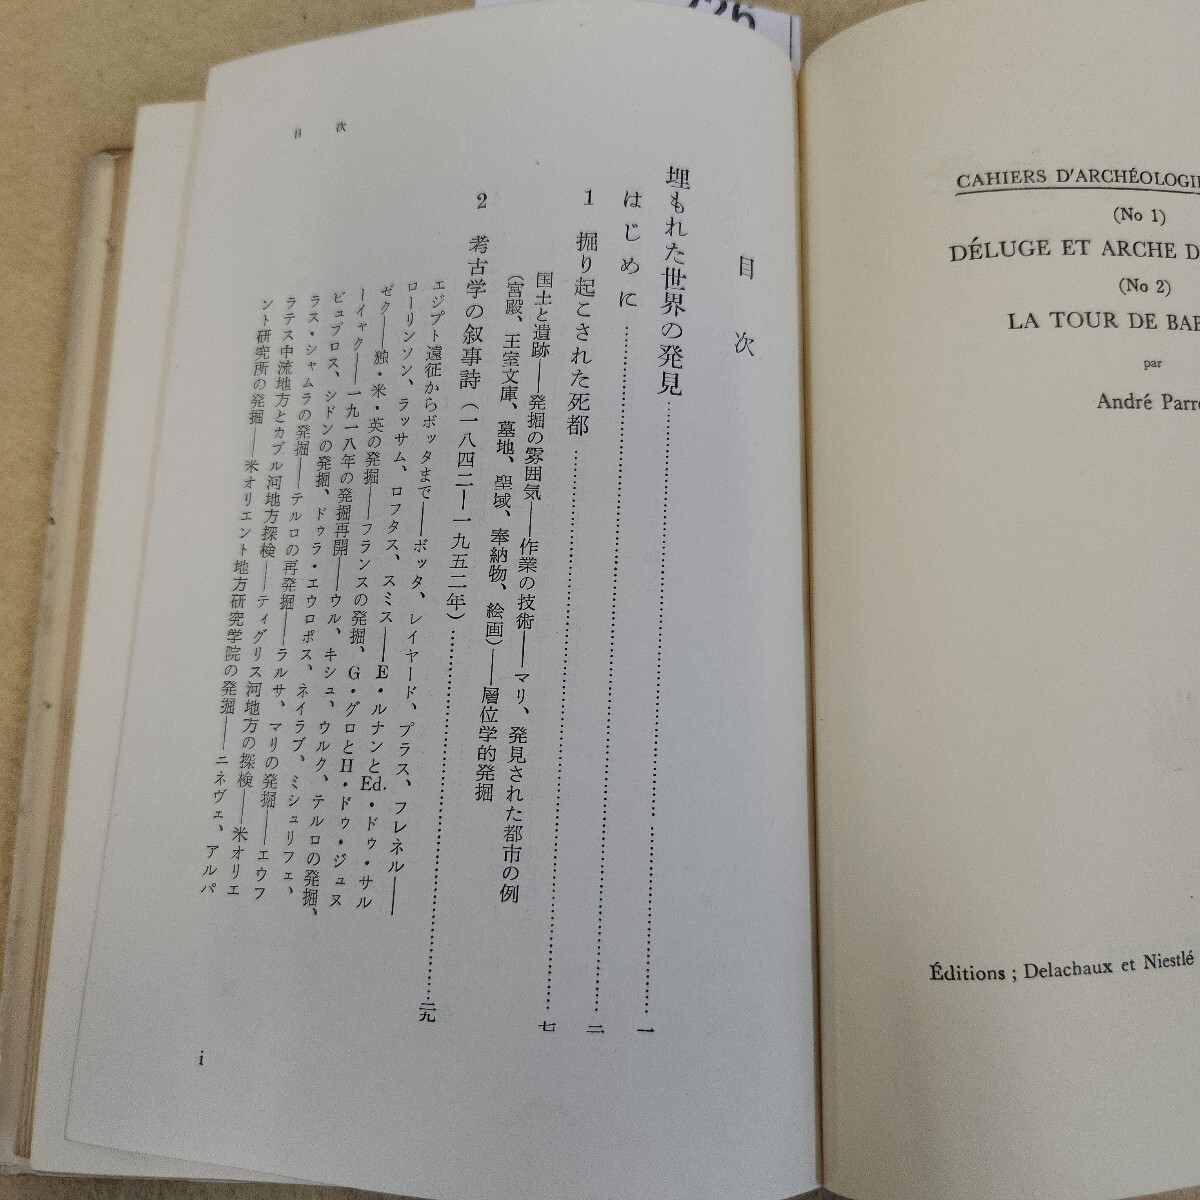 226
CAHIERS D'ARCHÉOLOGI
(No 1)
DÉLUGE ET ARCHE D
(No 2)
LA TOUR DE BAB
par
André Parr
Éditions ; Delachaux et Niestlé
目次
目次
埋もれた世界の発見……一
はじめに……二
1 掘り起こされた死都……七
国土と遺跡——発掘の雰囲気——作業の技術——マリ、発見された都市の例
(宮殿、王室文庫、墓地、聖域、奉納物、絵画)——層位学的発掘
2 考古学の叙事詩(一八四二—一九五二年)……二九
エジプト遠征からボッタまで——ボッタ、レイヤード、プラス、フレネル——
ローリンソン、ラッサム、ロフタス、スミス——E・ルナンとEd.・ドゥ・サル
ゼク——独・米・英の発掘——フランスの発掘、G・グロとH・ドゥ・ジュヌ
ーイャク——一九一八年の発掘再開——ウル、キシュ、ウルク、テルロの発掘、
ビュブロス、シドンの発掘、ドゥラ・エウロポス、ネイラブ、ミシュリフェ、
ラス・シャムラの発掘——テルロの再発掘——ラルサ、マリの発掘——エウフ
ラテス中流地方とカブル河地方探検——ティグリス河地方の探検——米オリエ
ント研究所の発掘——米オリエント地方研究学院の発掘——ニネヴェ、アルパ
i